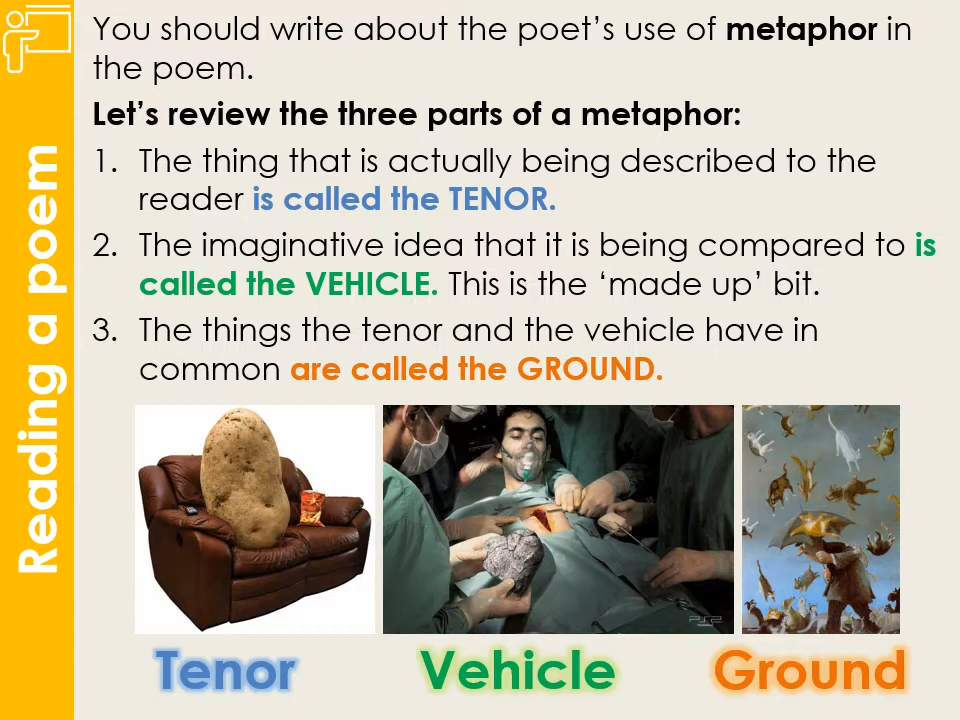 You should write about the poet’s use of metaphor in
the poem.
Let’s review the three parts of a metaphor:
1. The thing that is actually being described to the
reader is called the TENOR.
2. The imaginative idea that it is being compared to is
called the VEHICLE. This is the ‘made up’ bit.
3. The things the tenor and the vehicle have in
common are called the GROUND.
Reading a poem
PS2
Tenor Vehicle Ground